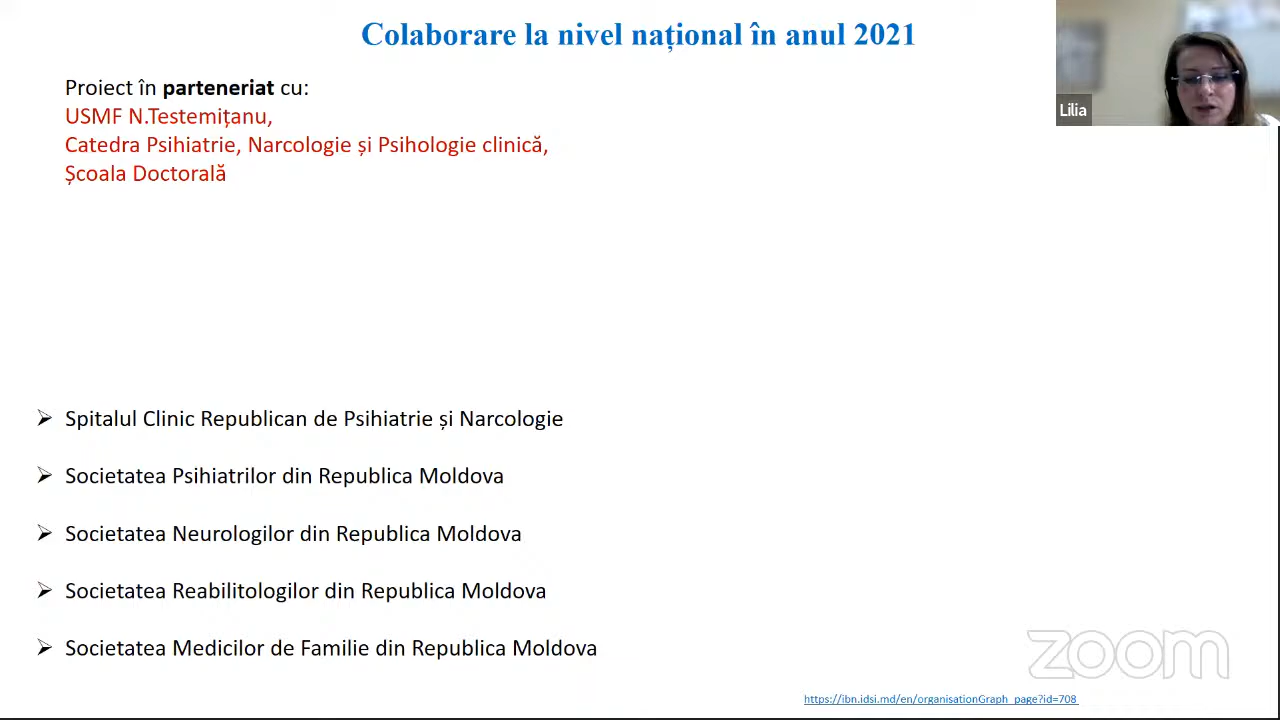 Colaborare la nivel național în anul 2021
Lilia
Proiect în parteneriat cu:
USMF N.Testemițanu,
Catedra Psihiatrie, Narcologie și Psihologie clinică,
Școala Doctorală
Spitalul Clinic Republican de Psihiatrie și Narcologie
Societatea Psihiatrilor din Republica Moldova
Societatea Neurologilor din Republica Moldova
Societatea Reabilitologilor din Republica Moldova
Societatea Medicilor de Familie din Republica Moldova
zoom
https://ibn.idsi.md/en/organisationGraph_page?id=708